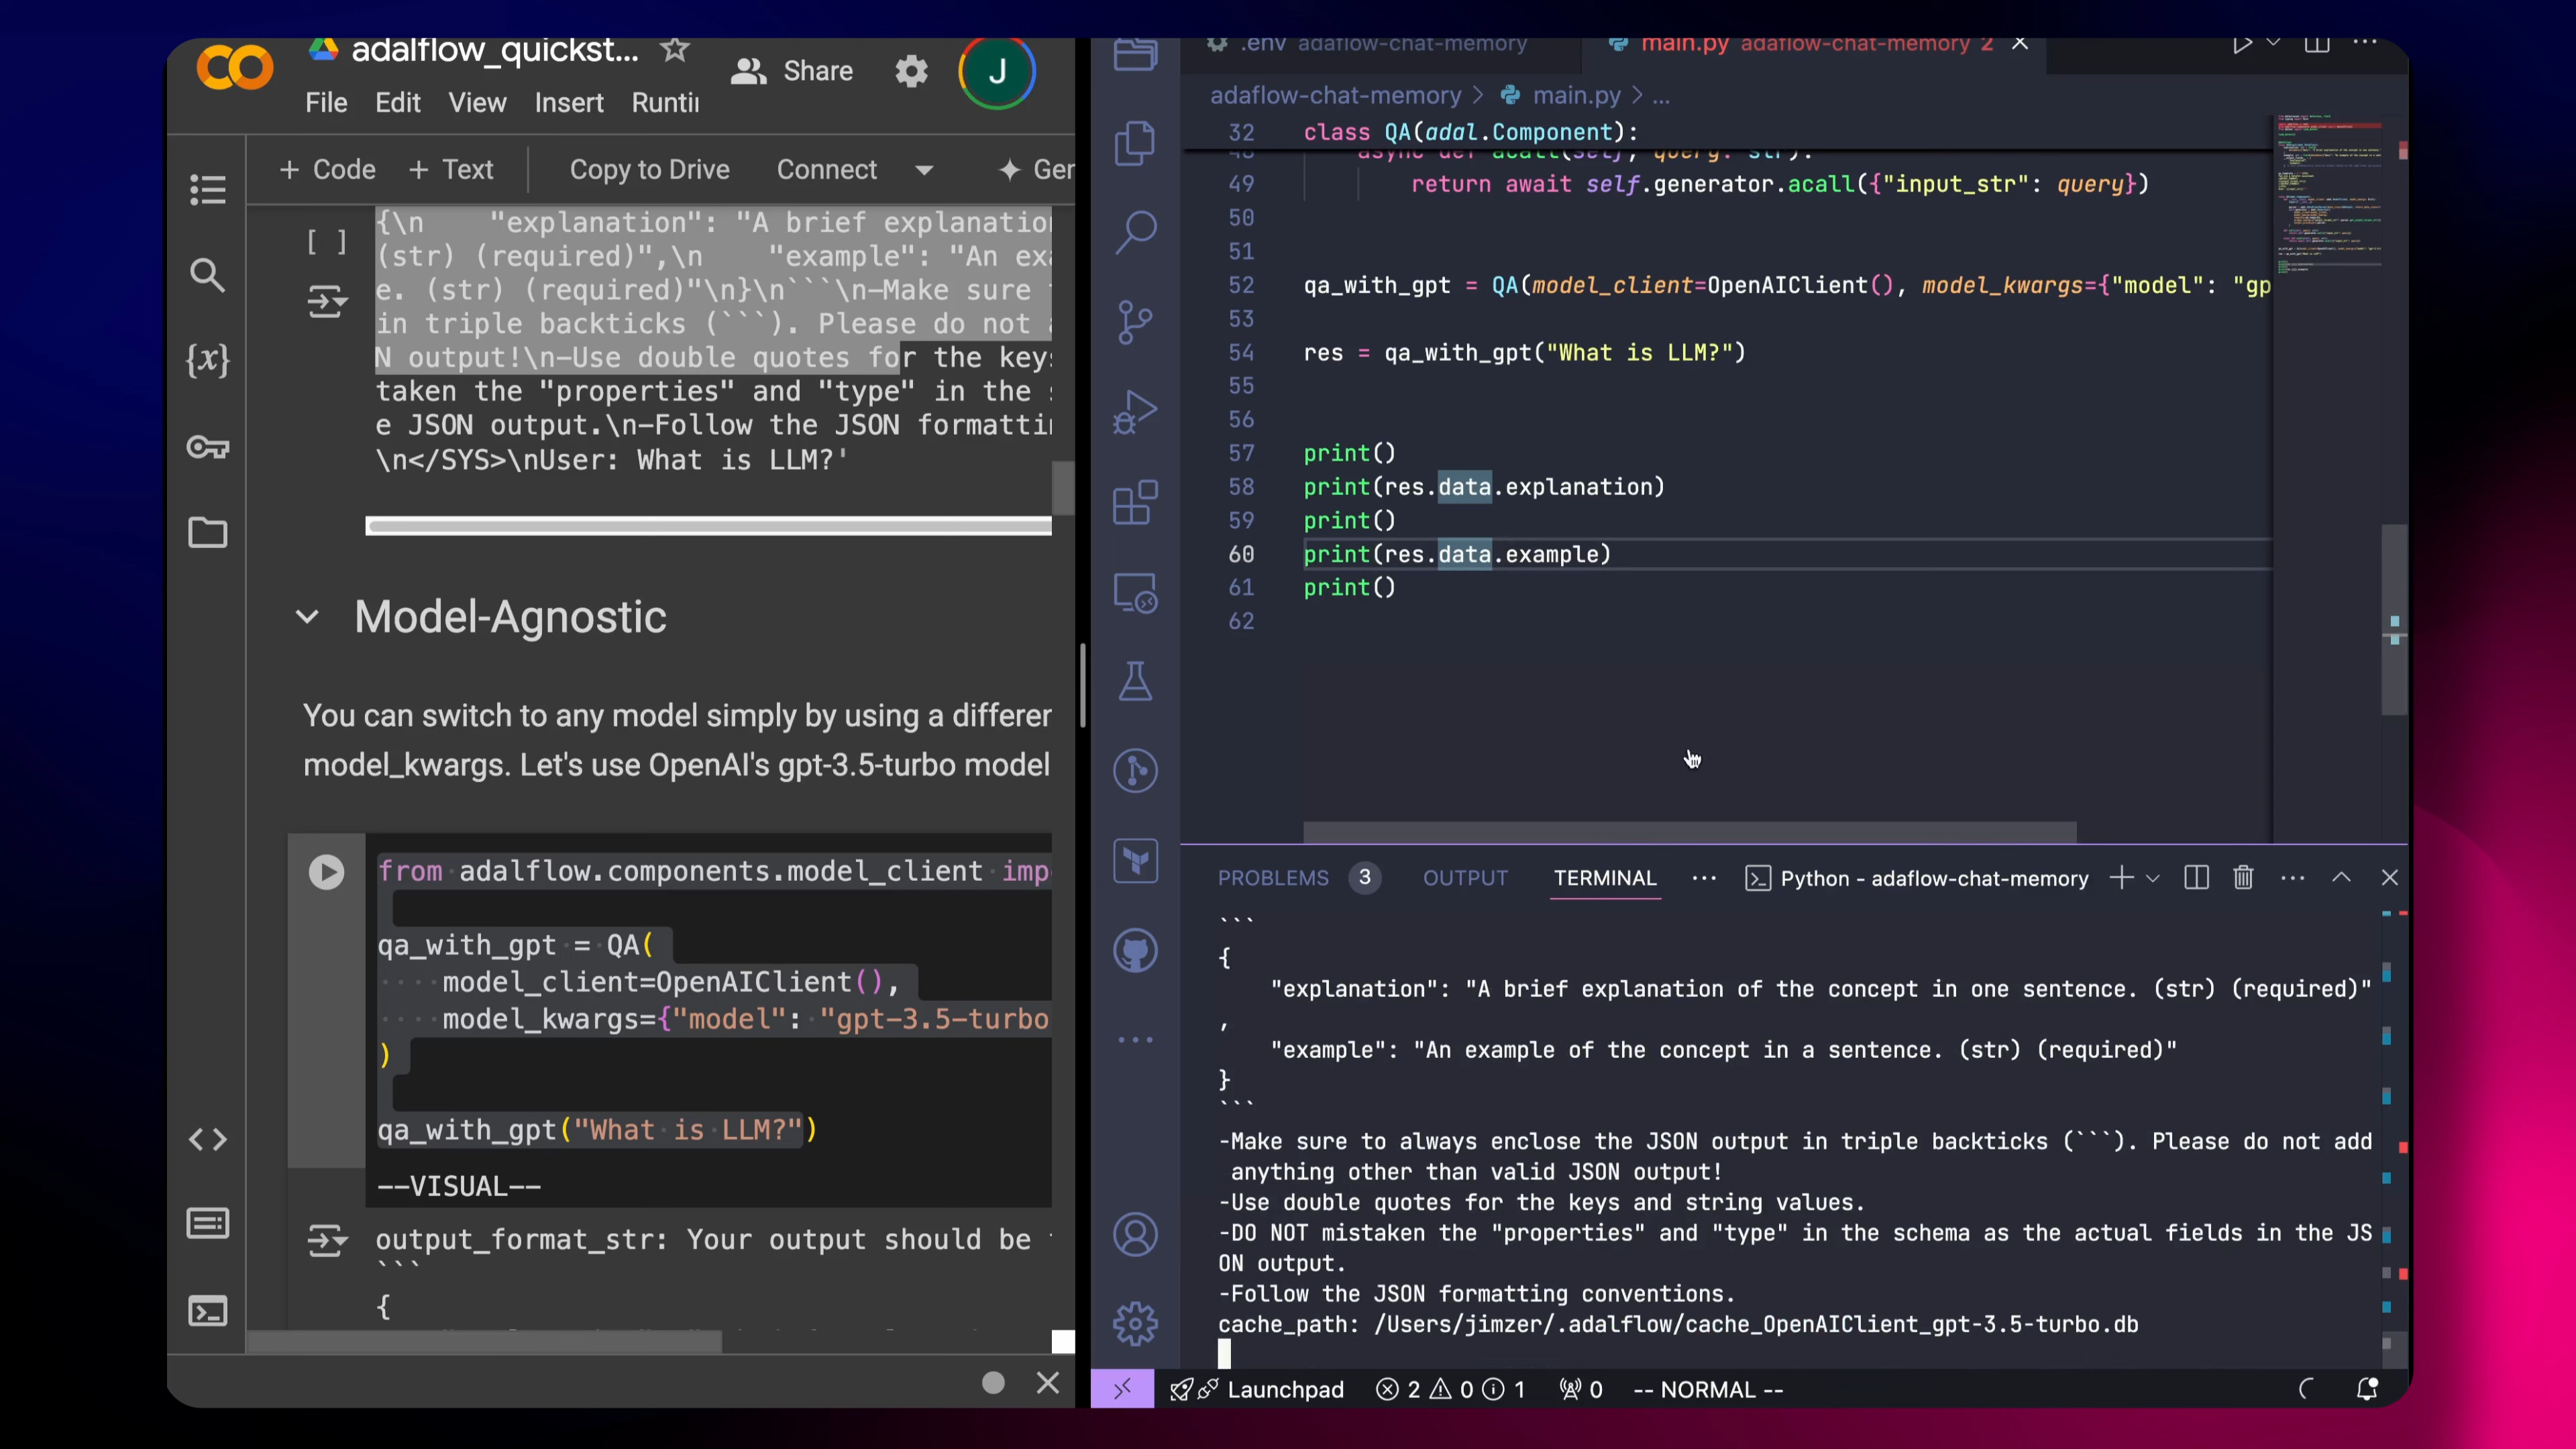 adalflow_quickst...
Share
J
File Edit View Insert Runtii
+ Code + Text Copy to Drive Connect Ger
[ ]
{\n    "explanation": "A brief explanation
(str) (required)",\n    "example": "An exa
e. (str) (required)"\n}\n```\n-Make sure
in triple backticks (```). Please do not a
N output!\n-Use double quotes for the keys
taken the "properties" and "type" in the s
e JSON output.\n-Follow the JSON formattin
\n</SYS>\nUser: What is LLM?'
Model-Agnostic
You can switch to any model simply by using a differer
model_kwargs. Let's use OpenAI's gpt-3.5-turbo model
from adalflow.components.model_client imp
qa_with_gpt = QA(
model_client=OpenAIClient(),
model_kwargs={"model": "gpt-3.5-turbo
)
qa_with_gpt("What is LLM?")
--VISUAL--
output_format_str: Your output should be
```
{
.env adaflow-chat-memory
main.py adaflow-chat-memory 2
adaflow-chat-memory > main.py > ...
32 class QA(adal.Component):
48 async def acall(self, query: str):
49 return await self.generator.acall({"input_str": query})
50
51
52 qa_with_gpt = QA(model_client=OpenAIClient(), model_kwargs={"model": "gp
53
54 res = qa_with_gpt("What is LLM?")
55
56
57 print()
58 print(res.data.explanation)
59 print()
60 print(res.data.example)
61 print()
62
PROBLEMS 3 OUTPUT TERMINAL ... Python - adaflow-chat-memory
```
{
"explanation": "A brief explanation of the concept in one sentence. (str) (required)"
,
"example": "An example of the concept in a sentence. (str) (required)"
}
```
-Make sure to always enclose the JSON output in triple backticks (```). Please do not add
anything other than valid JSON output!
-Use double quotes for the keys and string values.
-DO NOT mistaken the "properties" and "type" in the schema as the actual fields in the JS
ON output.
-Follow the JSON formatting conventions.
cache_path: /Users/jimzer/.adalflow/cache_OpenAIClient_gpt-3.5-turbo.db
Launchpad 2 0 1 0 -- NORMAL --